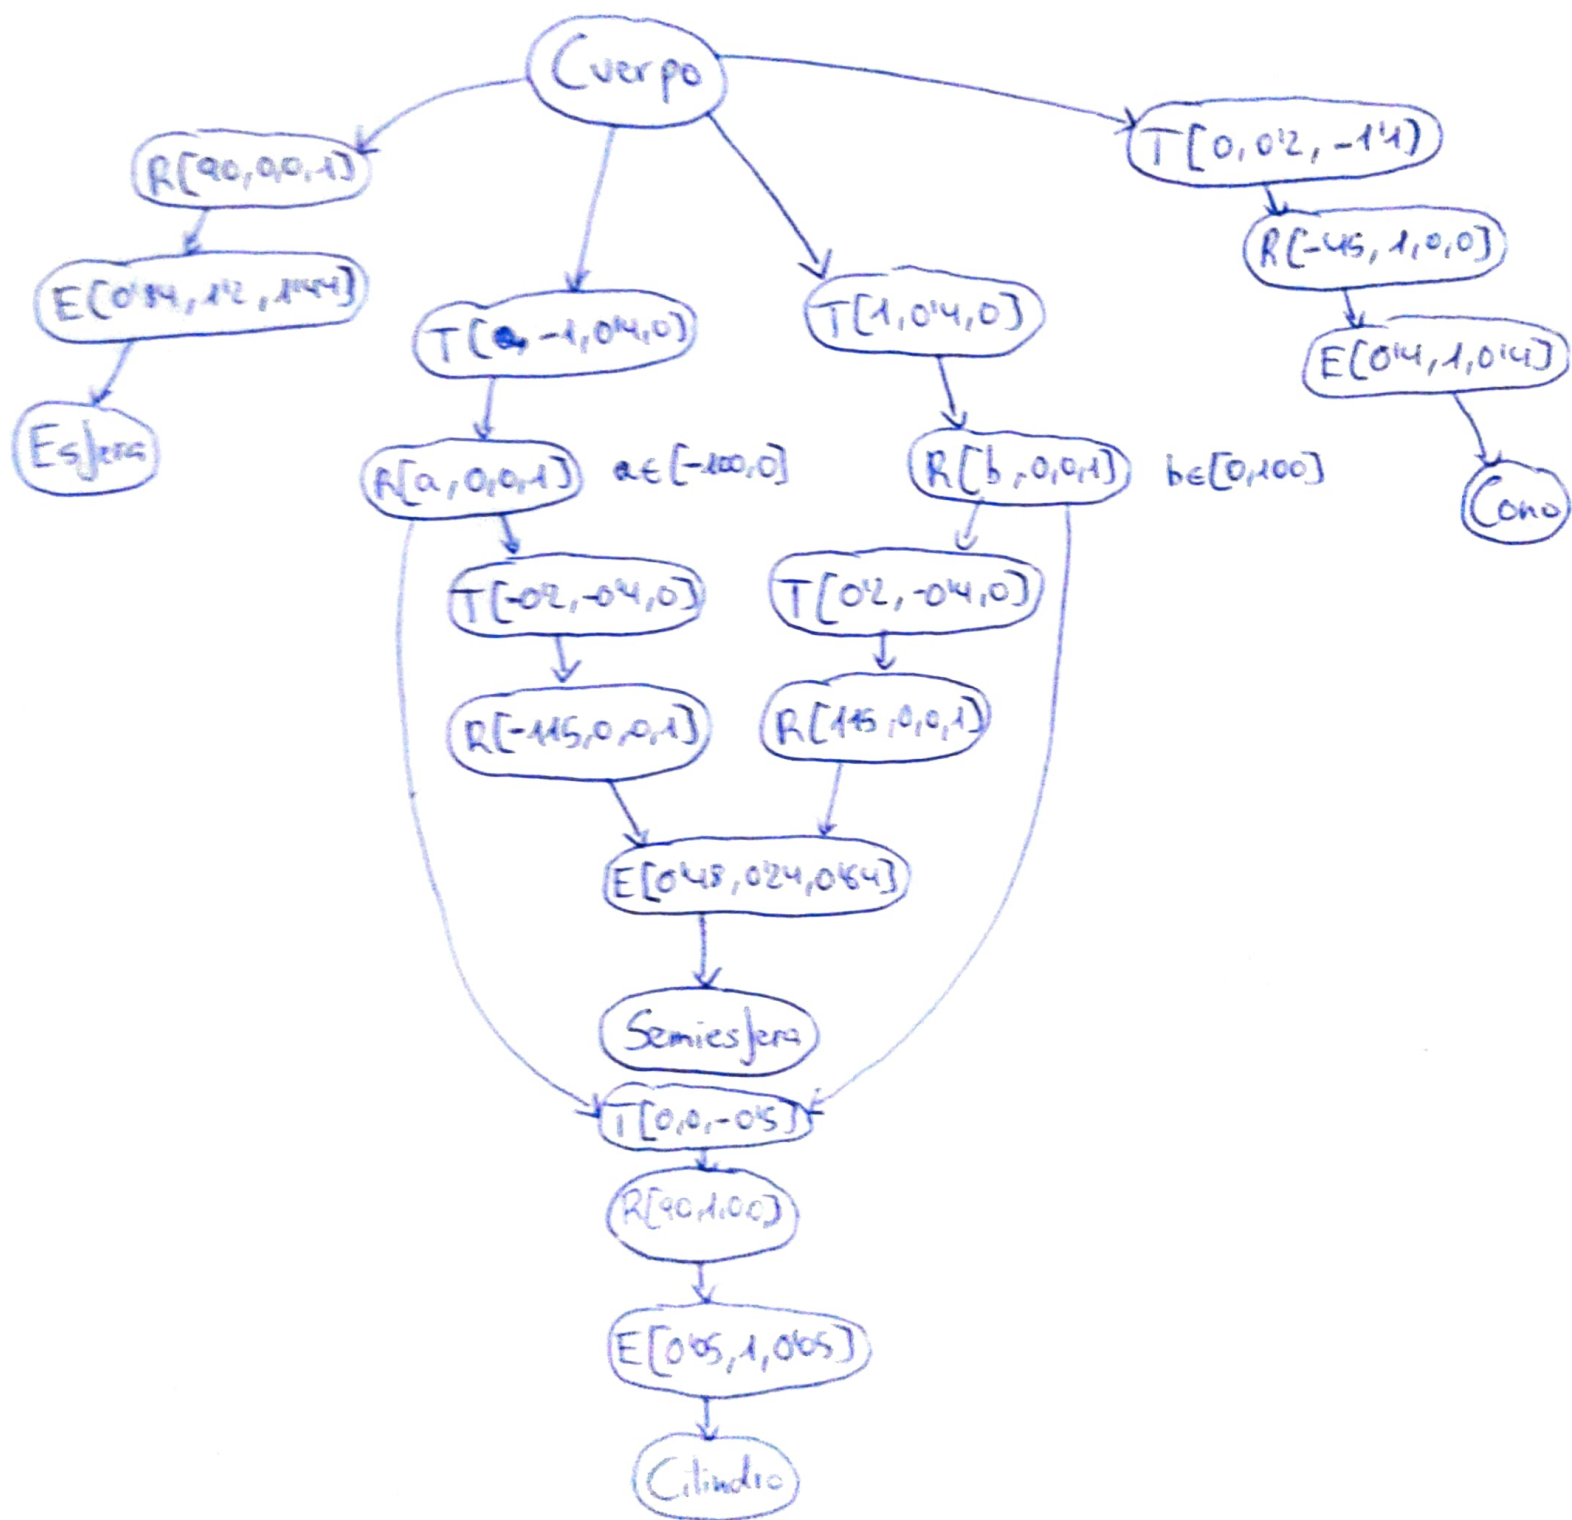 Cuerpo
R[90,0,0,1]
T[0,0'2,-1'1)
R[-45,1,0,0]
E[0'84,1'2,1'44]
T[ -1,0'4,0)
T[1,0'4,0]
E[0'4,1,0'4]
Esfera
R[a,0,0,1] a∈[-100,0]
R[b,0,0,1] b∈[0,100]
Cono
T[-0'2,-0'4,0]
T[0'2,-0'4,0]
R[-115,0,0,1]
R[115,0,0,1]
E[0'48,0'24,0'64]
Semiesfera
T[0,0,-0'5]
R[90,1,0,0]
E[0'05,1,0'05]
Cilindro